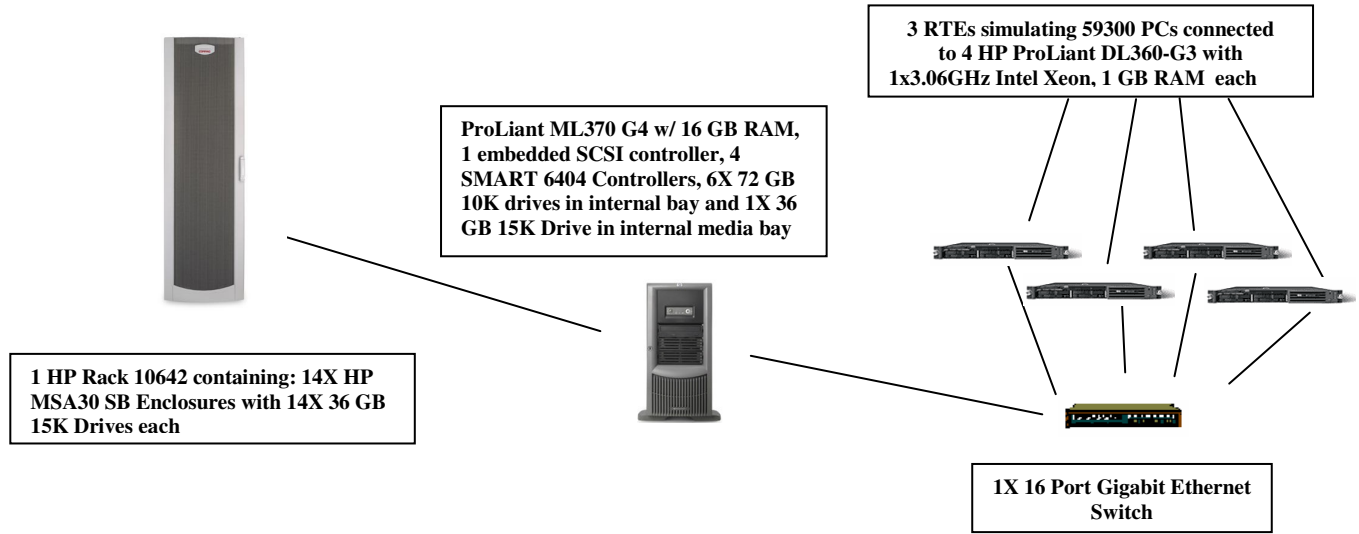 3 RTEs simulating 59300 PCs connected
to 4 HP ProLiant DL360-G3 with
1x3.06GHz Intel Xeon, 1 GB RAM each
ProLiant ML370 G4 w/ 16 GB RAM,
1 embedded SCSI controller, 4
SMART 6404 Controllers, 6X 72 GB
10K drives in internal bay and 1X 36
GB 15K Drive in internal media bay
1 HP Rack 10642 containing: 14X HP
MSA30 SB Enclosures with 14X 36 GB
15K Drives each
1X 16 Port Gigabit Ethernet
Switch